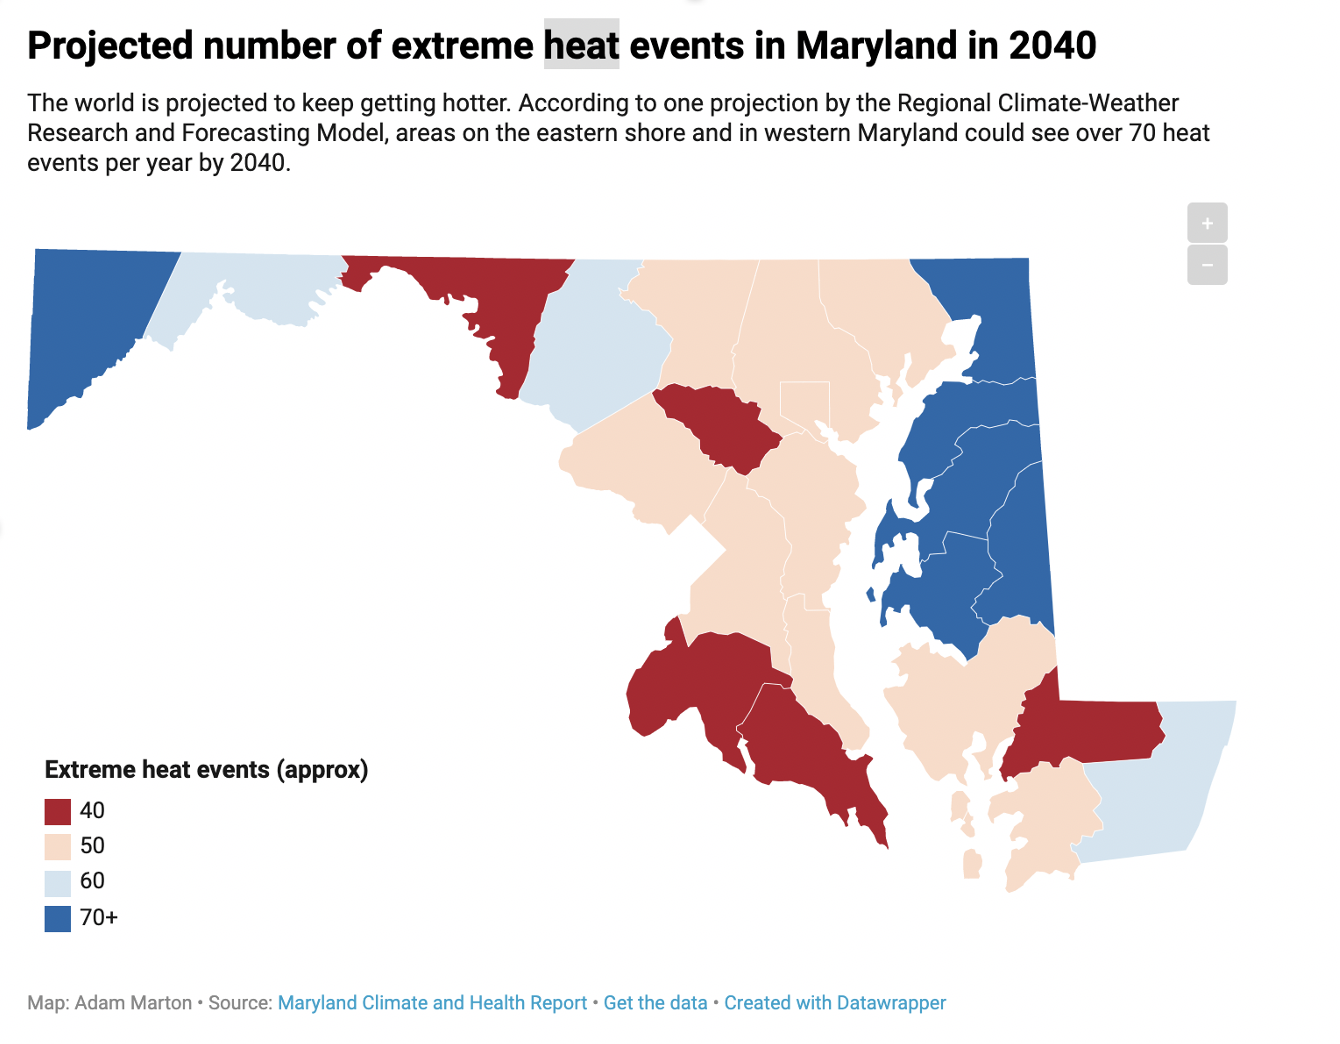 Projected number of extreme heat events in Maryland in 2040
The world is projected to keep getting hotter. According to one projection by the Regional Climate-Weather
Research and Forecasting Model, areas on the eastern shore and in western Maryland could see over 70 heat
events per year by 2040.
+
−
Extreme heat events (approx)
40
50
60
70+
Map: Adam Marton • Source: Maryland Climate and Health Report • Get the data • Created with Datawrapper